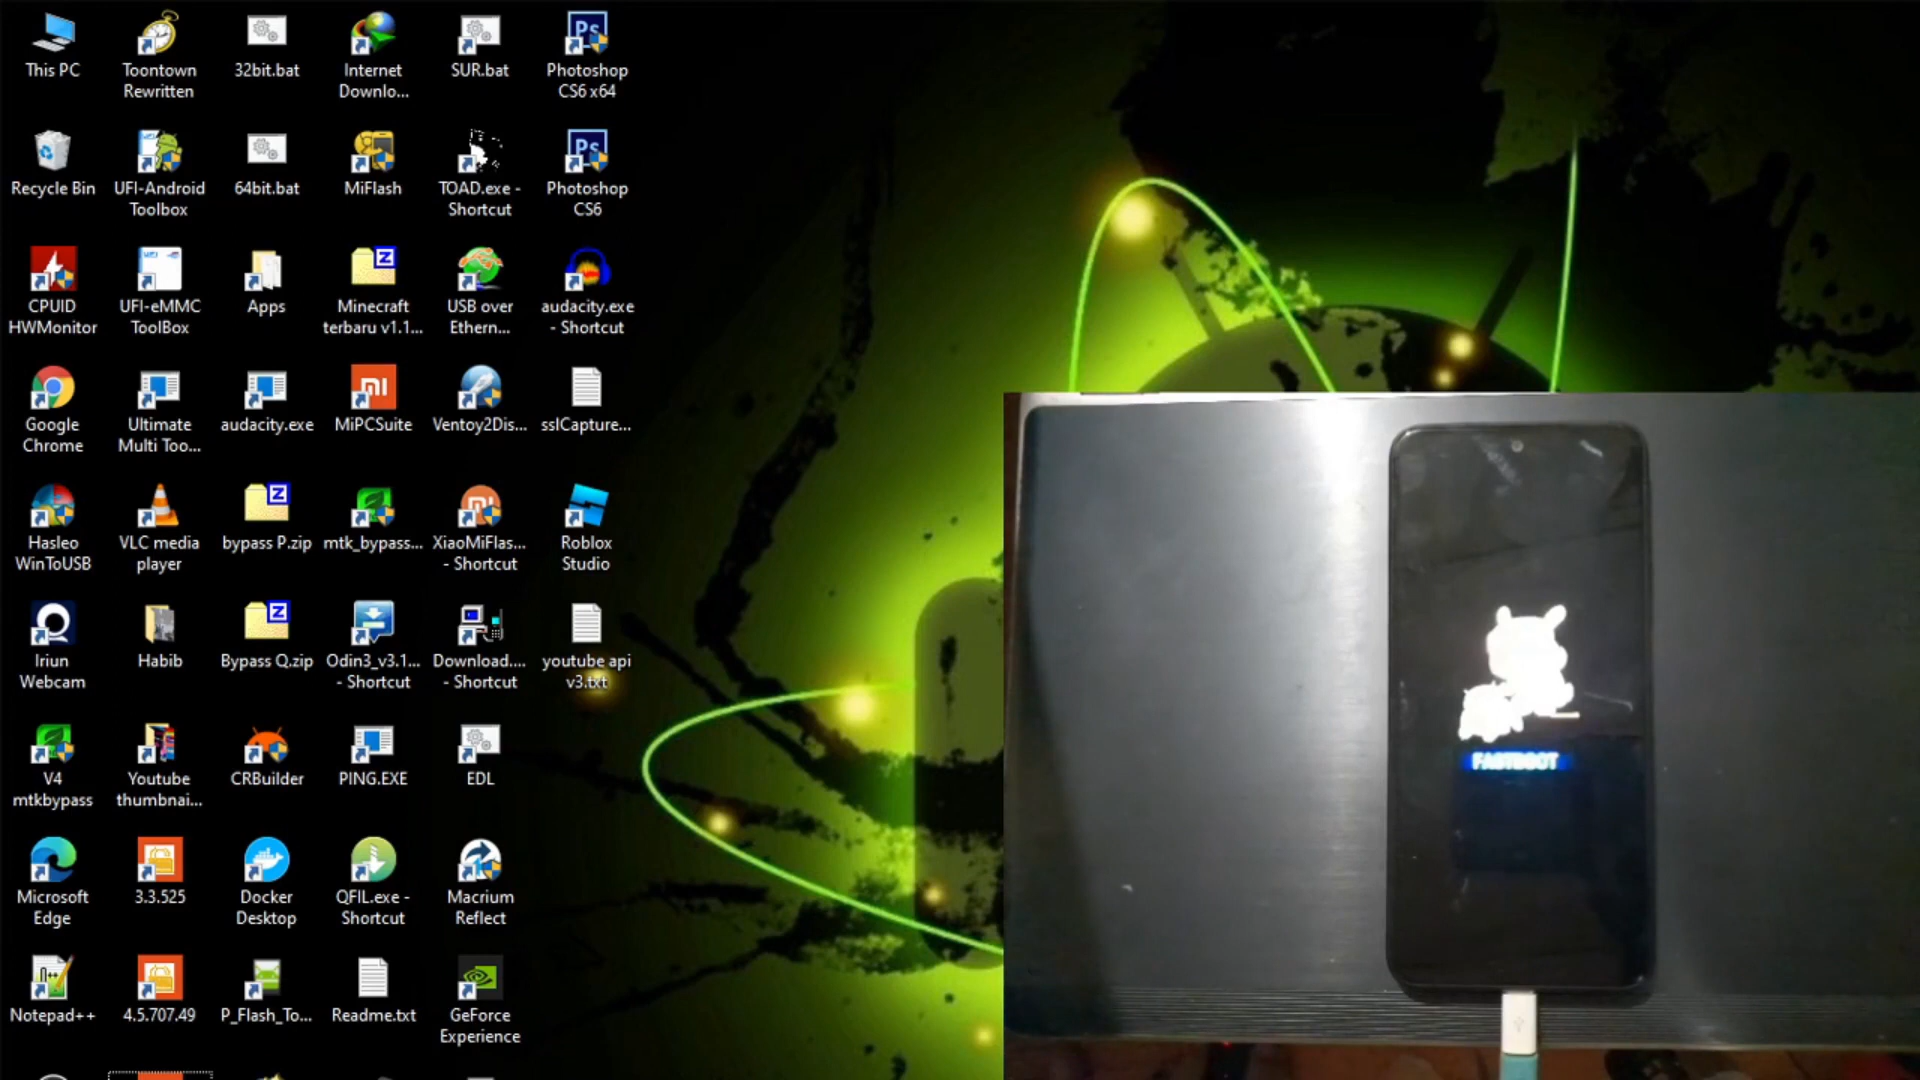 This PC
Toontown
Rewritten
32bit.bat
Internet
Downlo...
SUR.bat
Ps
Photoshop
CS6 x64
Recycle Bin
UFI-Android
Toolbox
64bit.bat
MiFlash
TOAD.exe -
Shortcut
Ps
Photoshop
CS6
CPUID
HWMonitor
UFI-eMMC
ToolBox
Apps
Z
Minecraft
terbaru v1.1...
USB over
Ethern...
audacity.exe
- Shortcut
Google
Chrome
Ultimate
Multi Too...
audacity.exe
MiPCSuite
Ventoy2Dis...
sslCapture...
Hasleo
WinToUSB
VLC media
player
Z
bypass P.zip
mtk_bypass...
XiaoMiFlas...
- Shortcut
Roblox
Studio
Iriun
Webcam
Habib
Z
Bypass Q.zip
Odin3_v3.1...
- Shortcut
Download....
- Shortcut
youtube api
v3.txt
V4
mtkbypass
Youtube
thumbnai...
CRBuilder
PING.EXE
EDL
Microsoft
Edge
3.3.525
Docker
Desktop
QFIL.exe -
Shortcut
Macrium
Reflect
Notepad++
4.5.707.49
P_Flash_To...
Readme.txt
GeForce
Experience
FASTBOOT